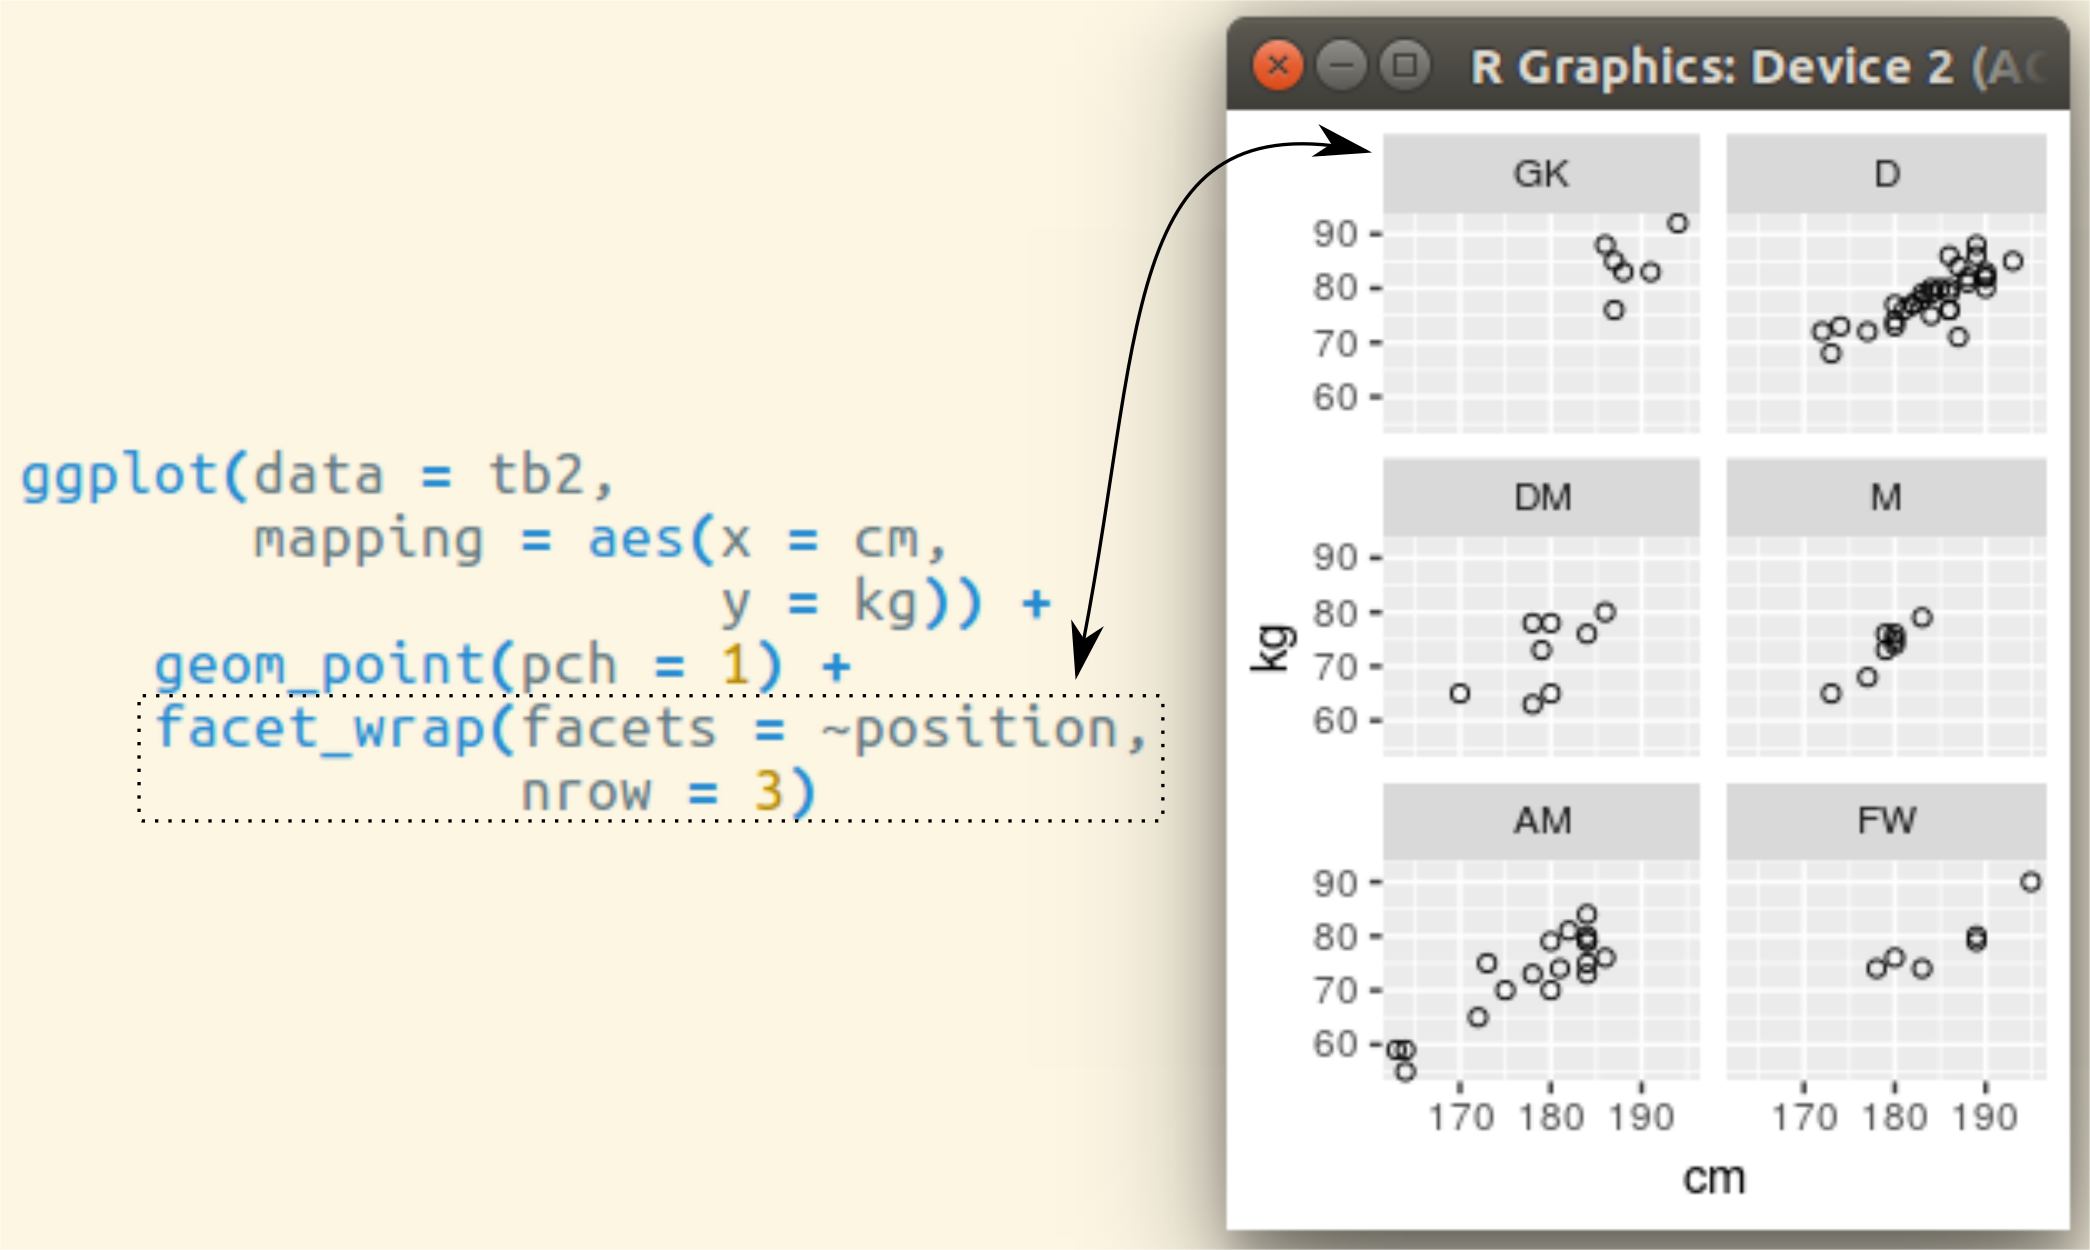 ggplot(data = tb2,
mapping = aes(x = cm,
y = kg)) +
geom_point(pch = 1) +
facet_wrap(facets = ~position,
nrow = 3)
R Graphics: Device 2 (AC
GK
D
90
80
70
60
DM
M
90
80
70
60
kg
AM
FW
90
80
70
60
170 180 190
170 180 190
cm